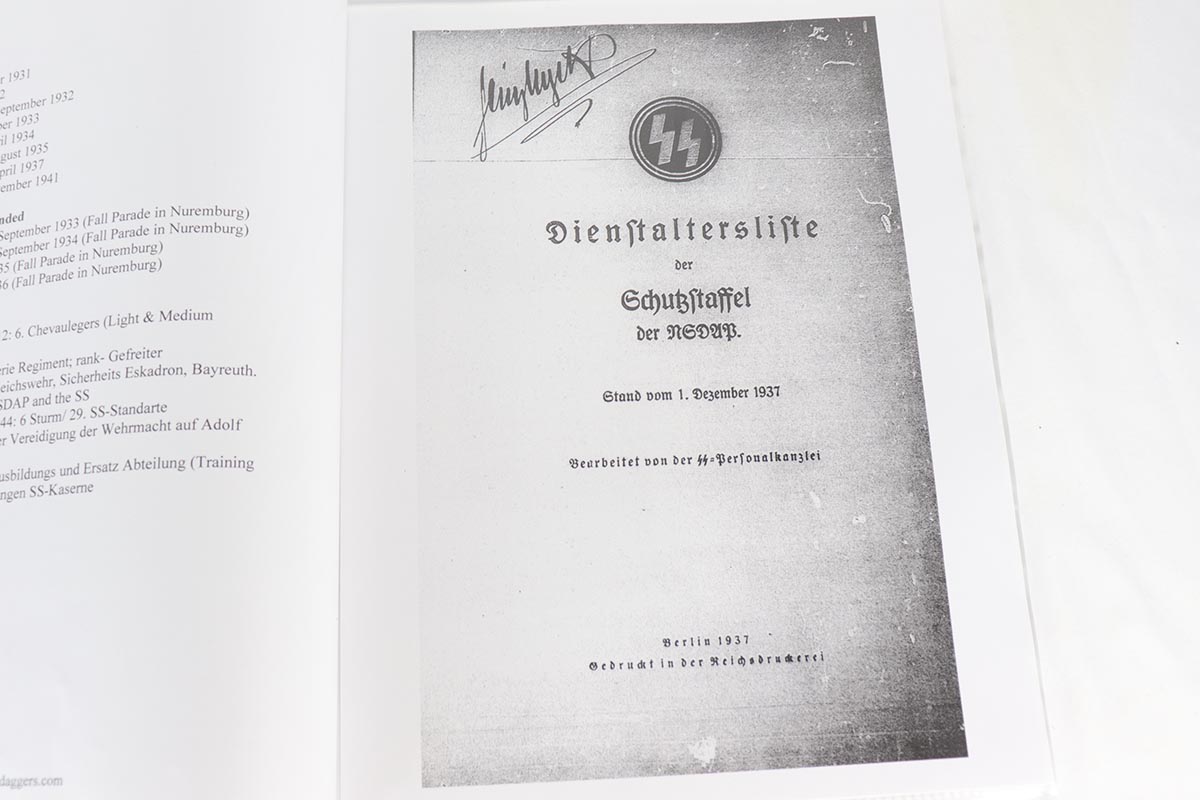 r 1931
2
eptember 1932
ber 1933
il 1934
gust 1935
pril 1937
ember 1941
nded
September 1933 (Fall Parade in Nuremburg)
September 1934 (Fall Parade in Nuremburg)
35 (Fall Parade in Nuremburg)
36 (Fall Parade in Nuremburg)
2: 6. Chevaulegers (Light & Medium
erie Regiment; rank- Gefreiter
eichswehr, Sicherheits Eskadron, Bayreuth.
SDAP and the SS
44: 6 Sturm/ 29. SS-Standarte
er Vereidigung der Wehrmacht auf Adolf
usbildungs und Ersatz Abteilung (Training
ngen SS-Kaserne
daggers.com
ᛋᛋ
Dienſtaltersliſte
der
Schutzſtaffel
der NSDAP.
Stand vom 1. Dezember 1937
Bearbeitet von der ᛋᛋ=Perſonalkanzlei
Berlin 1937
Gedruckt in der Reichsdruckerei